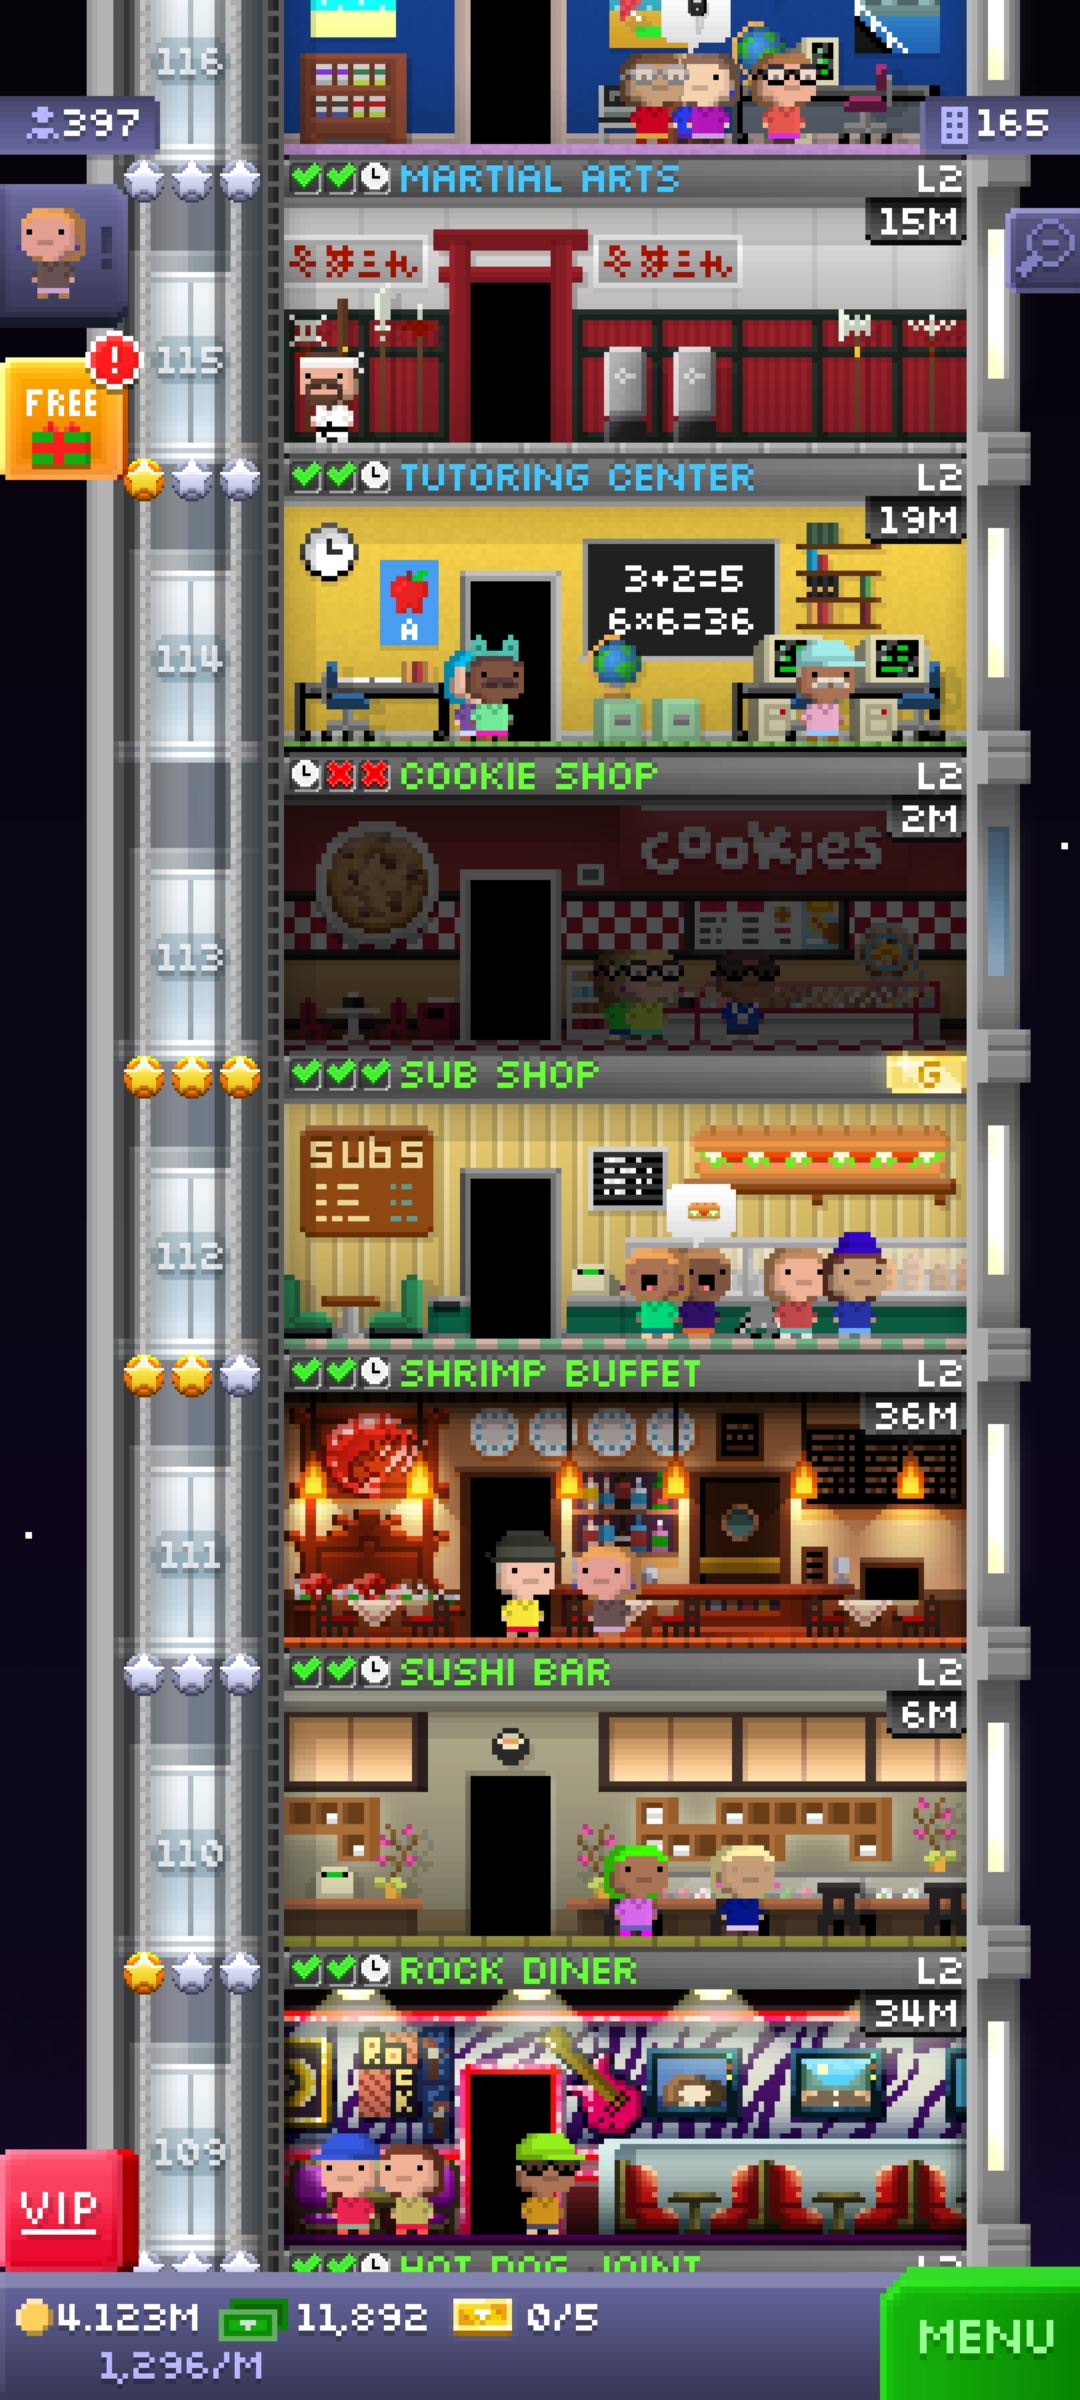 116
397
165
MARTIAL ARTS L2
15M
!
115
FREE
!
TUTORING CENTER L2
19M
3+2=5
6×6=36
A
114
COOKIE SHOP L2
2M
cookies
113
SUB SHOP G
subs
112
SHRIMP BUFFET L2
36M
111
SUSHI BAR L2
6M
110
ROCK DINER L2
34M
ROCK
109
VIP
HOT DOG JOINT L2
4.123M 11,892 0/5
1,296/M
MENU